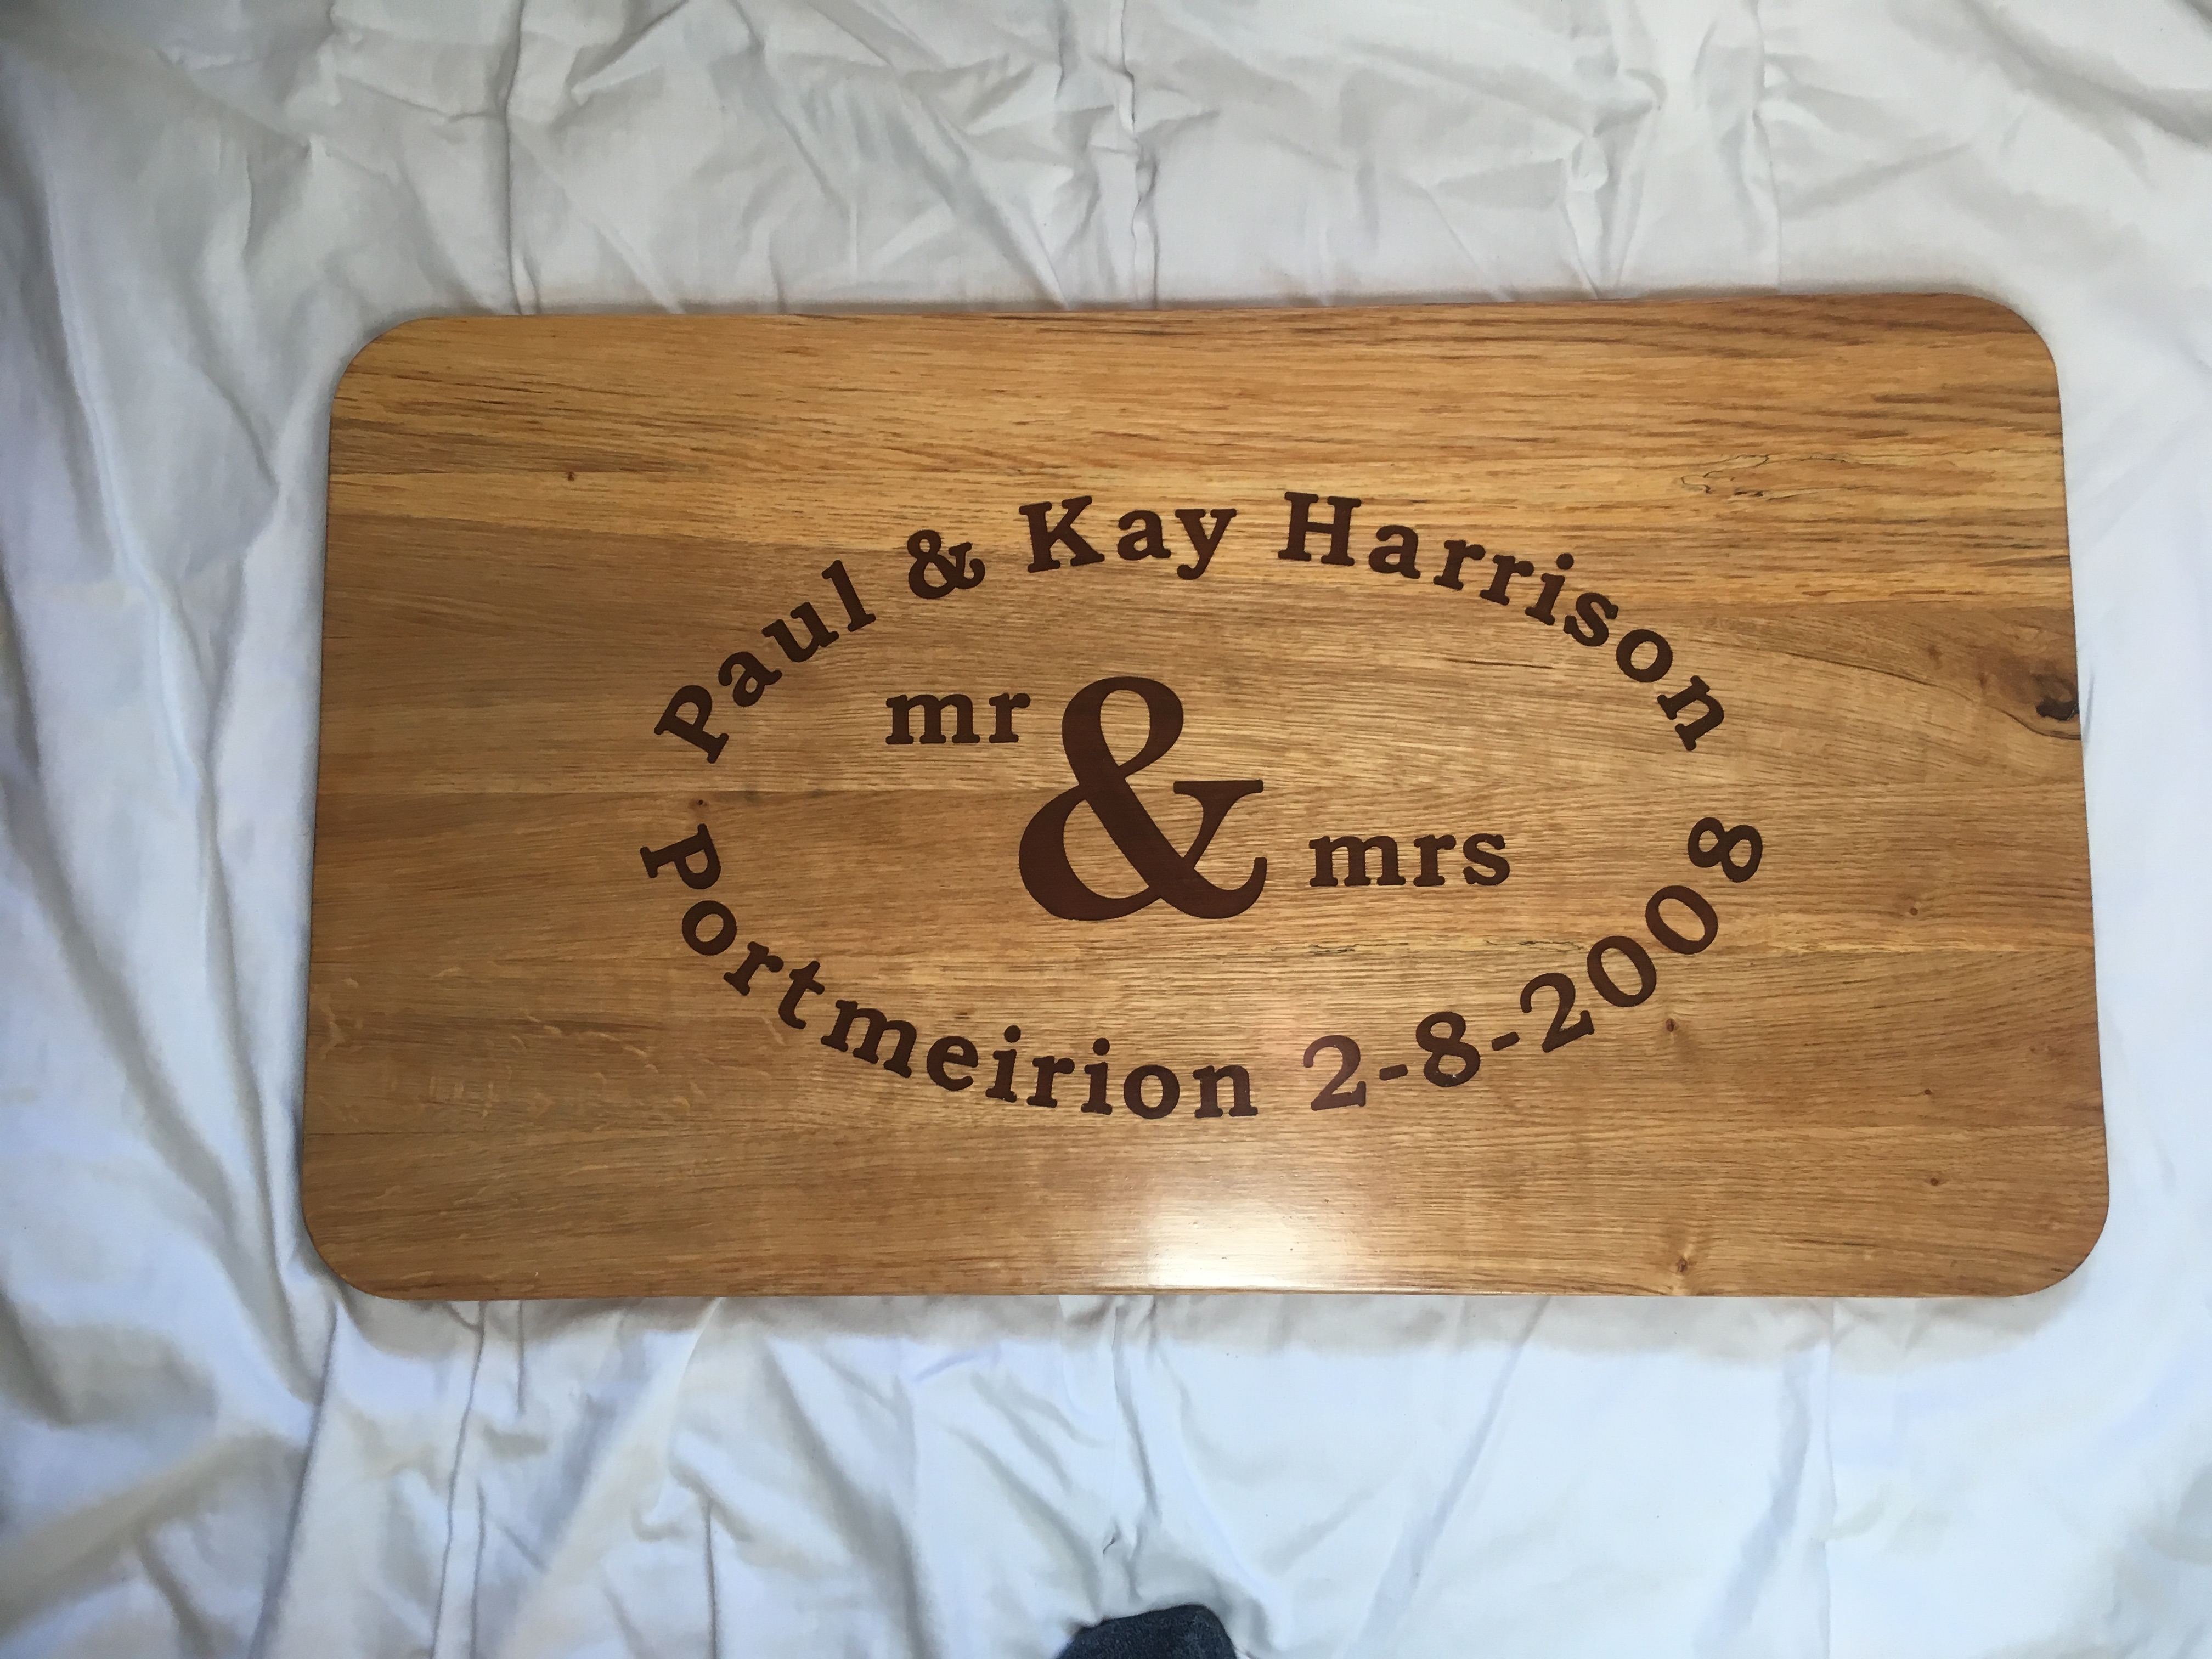 Paul & Kay Harrison
mr & mrs
Portmeirion 2-8-2008